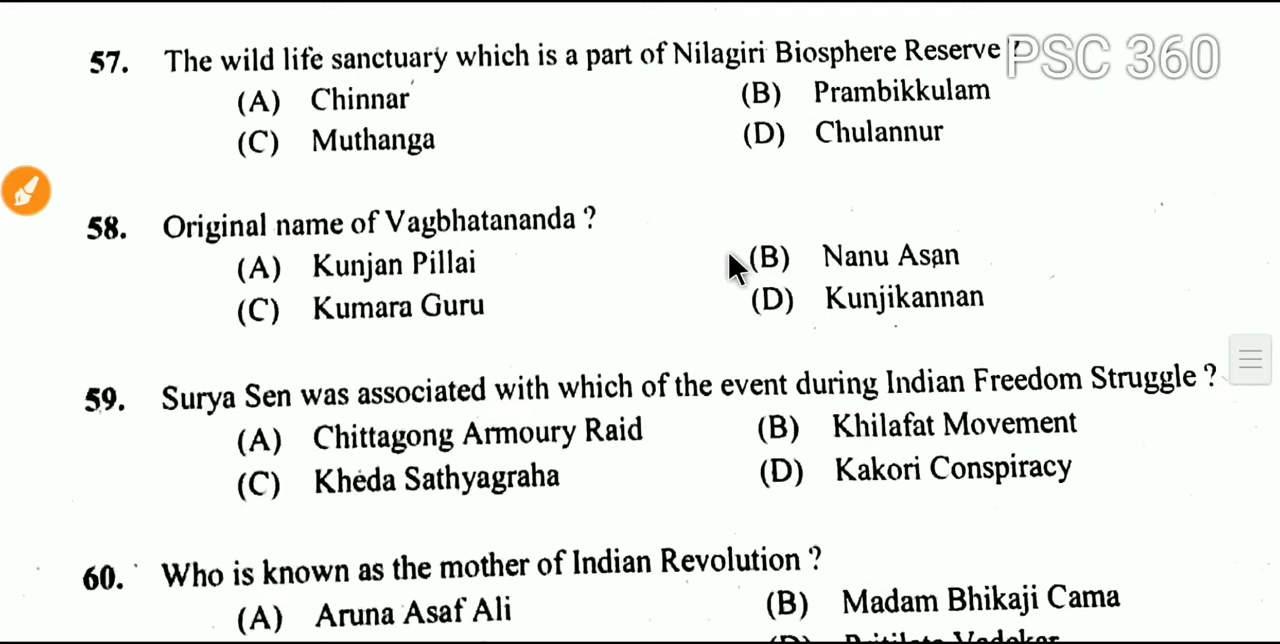 57. The wild life sanctuary which is a part of Nilagiri Biosphere Reserve ?
PSC 360
(A) Chinnar (B) Prambikkulam
(C) Muthanga (D) Chulannur
58. Original name of Vagbhatananda ?
(A) Kunjan Pillai (B) Nanu Asan
(C) Kumara Guru (D) Kunjikannan
59. Surya Sen was associated with which of the event during Indian Freedom Struggle ?
(A) Chittagong Armoury Raid (B) Khilafat Movement
(C) Kheda Sathyagraha (D) Kakori Conspiracy
60. Who is known as the mother of Indian Revolution ?
(A) Aruna Asaf Ali (B) Madam Bhikaji Cama